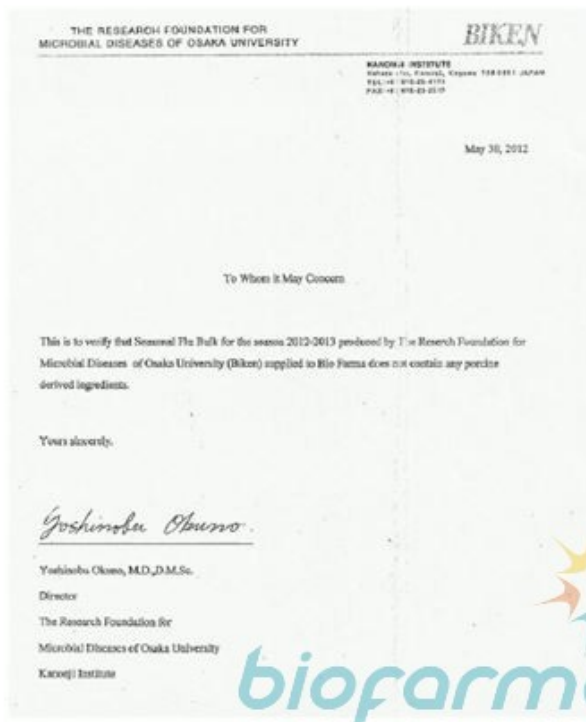 THE RESEARCH FOUNDATION FOR
MICROBIAL DISEASES OF OSAKA UNIVERSITY
BIKEN
KANONJI INSTITUTE
JAPAN
May 30, 2012
To Whom it May Concern
This is to verify that Seasonal Flu Bulk for the season 2012-2013 produced by The Reserch Foundation for
Microbial Diseases of Osaka University (Biken) supplied to Bio Farma does not contain any porcine
derived ingredients.
Yours sincerely,
Yoshinobu Okuno.
Yoshinobu Okuno, M.D.,D.M.Sc.
Director
The Research Foundation for
Microbial Diseases of Osaka University
Kanonji Institute
biofarma